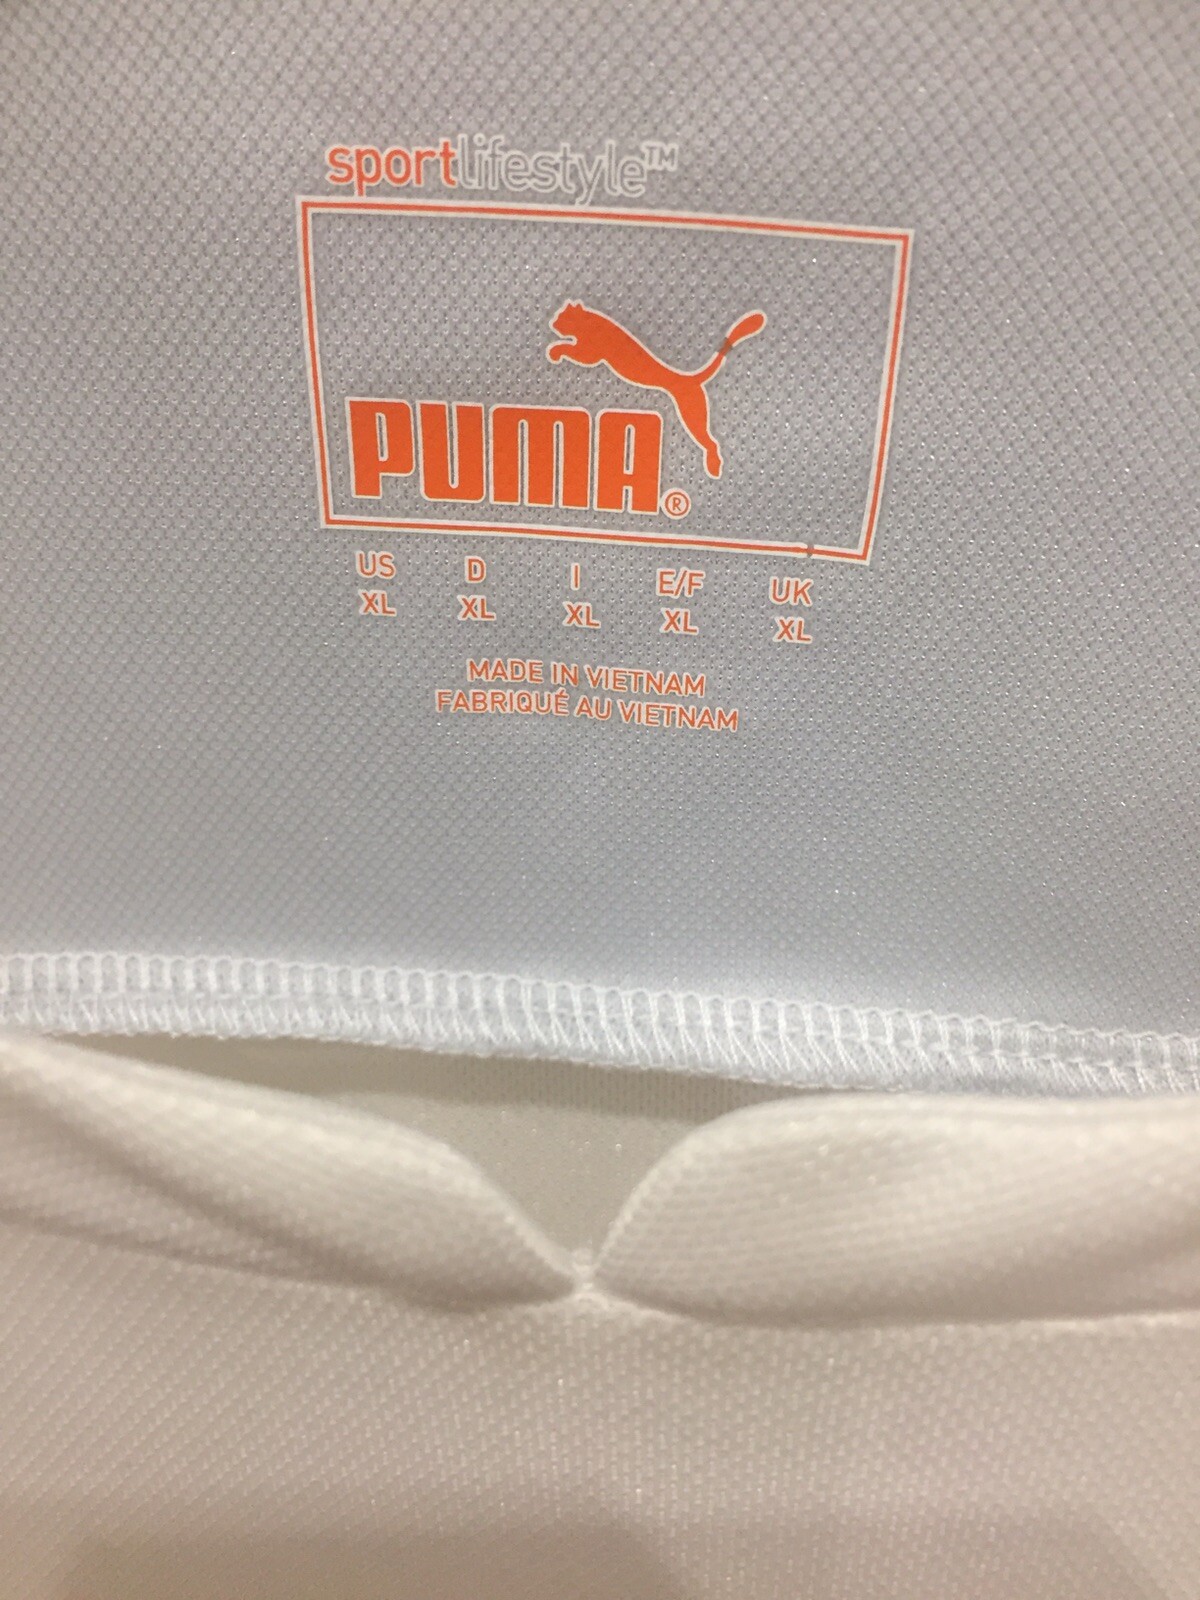 sportlifestyle™
PUMA®
US D I E/F UK
XL XL XL XL XL
MADE IN VIETNAM
FABRIQUÉ AU VIETNAM